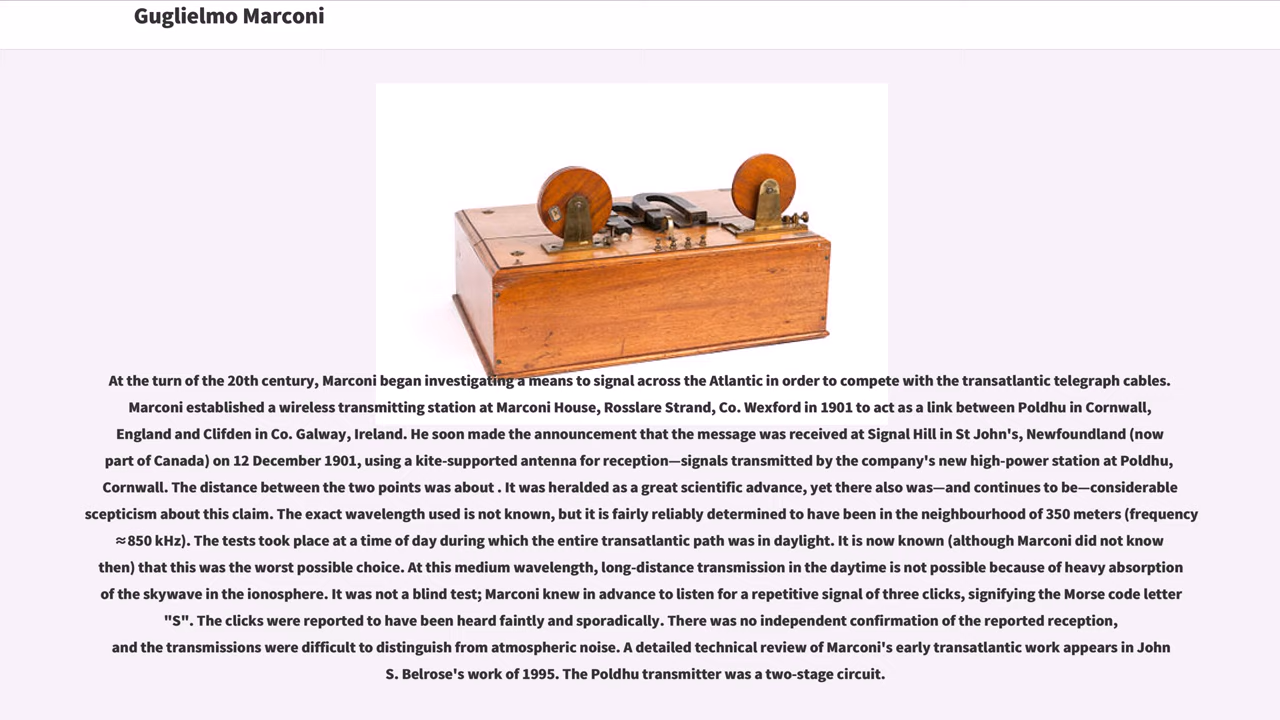 Guglielmo Marconi
At the turn of the 20th century, Marconi began investigating a means to signal across the Atlantic in order to compete with the transatlantic telegraph cables.
Marconi established a wireless transmitting station at Marconi House, Rosslare Strand, Co. Wexford in 1901 to act as a link between Poldhu in Cornwall,
England and Clifden in Co. Galway, Ireland. He soon made the announcement that the message was received at Signal Hill in St John's, Newfoundland (now
part of Canada) on 12 December 1901, using a kite-supported antenna for reception—signals transmitted by the company's new high-power station at Poldhu,
Cornwall. The distance between the two points was about . It was heralded as a great scientific advance, yet there also was—and continues to be—considerable
scepticism about this claim. The exact wavelength used is not known, but it is fairly reliably determined to have been in the neighbourhood of 350 meters (frequency
≈850 kHz). The tests took place at a time of day during which the entire transatlantic path was in daylight. It is now known (although Marconi did not know
then) that this was the worst possible choice. At this medium wavelength, long-distance transmission in the daytime is not possible because of heavy absorption
of the skywave in the ionosphere. It was not a blind test; Marconi knew in advance to listen for a repetitive signal of three clicks, signifying the Morse code letter
"S". The clicks were reported to have been heard faintly and sporadically. There was no independent confirmation of the reported reception,
and the transmissions were difficult to distinguish from atmospheric noise. A detailed technical review of Marconi's early transatlantic work appears in John
S. Belrose's work of 1995. The Poldhu transmitter was a two-stage circuit.